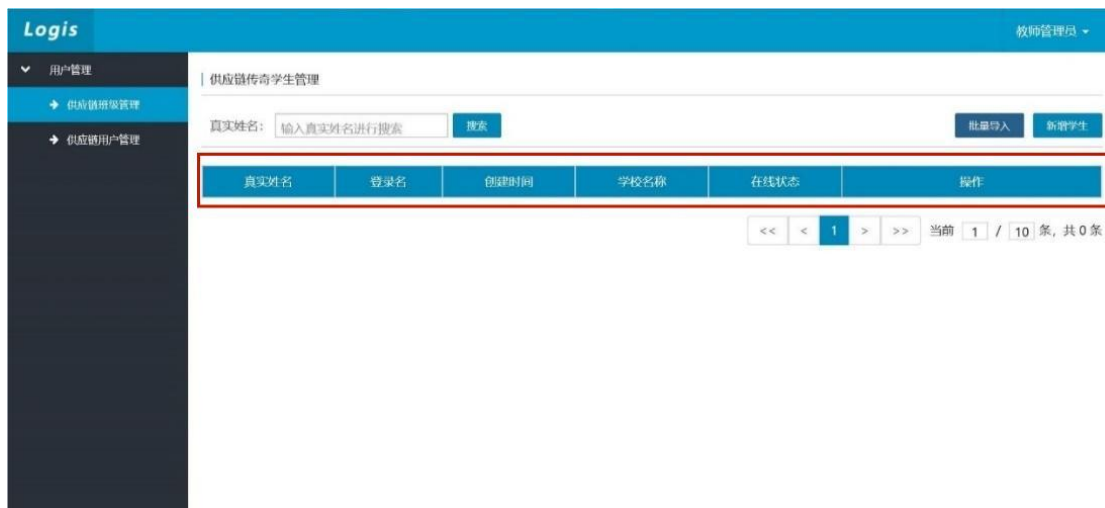 Logis
教师管理员
用户管理
供应链班级管理
供应链用户管理
供应链传奇学生管理
真实姓名： 输入真实姓名进行搜索 搜索 批量导入 新增学生
真实姓名 登录名 创建时间 学校名称 在线状态 操作
<< < 1 > >> 当前 1 / 10 条, 共 0 条